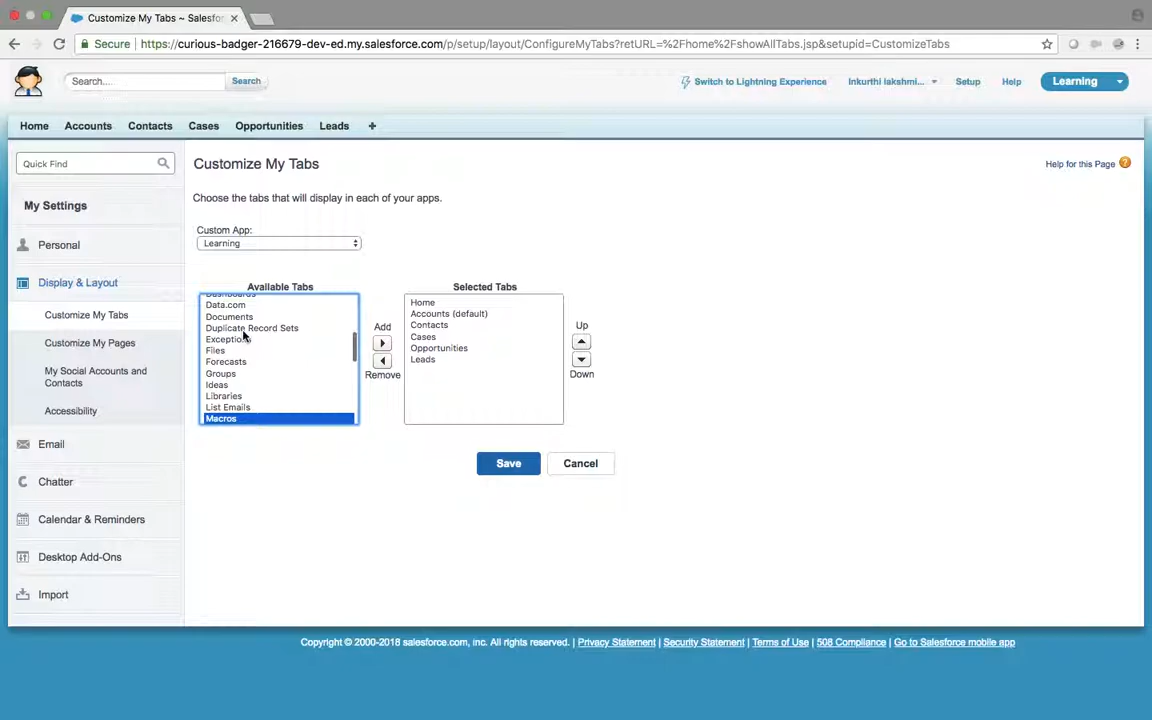 Customize My Tabs ~ Salesfor
Secure
https://curious-badger-216679-dev-ed.my.salesforce.com/p/setup/layout/ConfigureMyTabs?retURL=%2Fhome%2FshowAllTabs.jsp&setupid=CustomizeTabs
Search....
Search
Switch to Lightning Experience
Inkurthi lakshmi...
Setup
Help
Learning
Home
Accounts
Contacts
Cases
Opportunities
Leads
+
Quick Find
My Settings
Personal
Display & Layout
Customize My Tabs
Customize My Pages
My Social Accounts and
Contacts
Accessibility
Email
Chatter
Calendar & Reminders
Desktop Add-Ons
Import
Customize My Tabs
Help for this Page ?
Choose the tabs that will display in each of your apps.
Custom App:
Learning
Available Tabs
Dashboards
Data.com
Documents
Duplicate Record Sets
Exceptions
Files
Forecasts
Groups
Ideas
Libraries
List Emails
Macros
Add
Remove
Selected Tabs
Home
Accounts (default)
Contacts
Cases
Opportunities
Leads
Up
Down
Save
Cancel
Copyright © 2000-2018 salesforce.com, inc. All rights reserved. | Privacy Statement | Security Statement | Terms of Use | 508 Compliance | Go to Salesforce mobile app